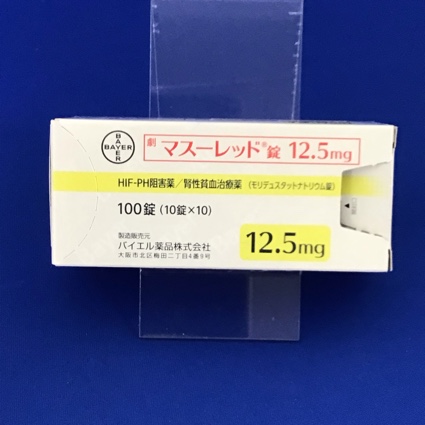 BAYER
BAYER
劇 マスーレッド®錠 12.5mg
HIF-PH阻害薬/腎性貧血治療薬 (モリデュスタットナトリウム錠)
100錠 (10錠×10)
製造販売元
バイエル薬品株式会社
大阪市北区梅田二丁目4番9号
12.5mg